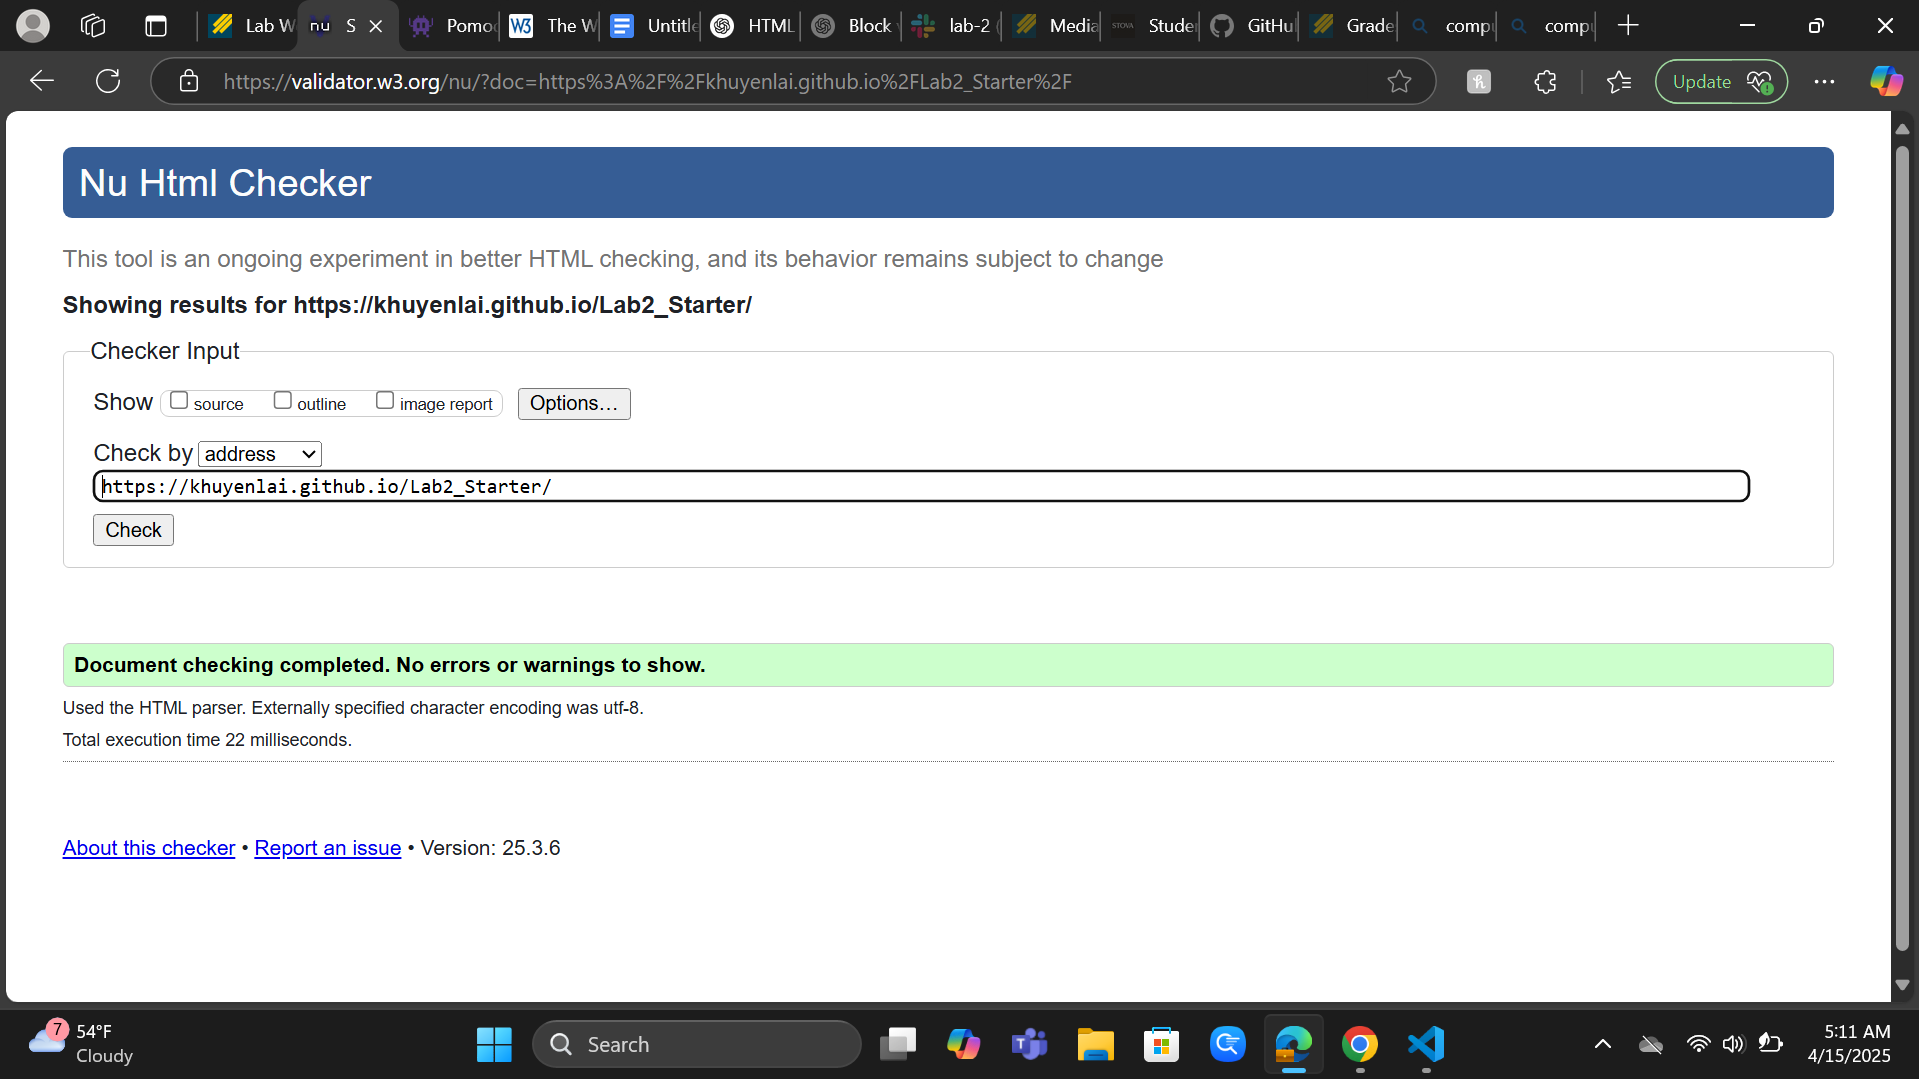 Lab W
nu S
Pomo
W3 The W
Untitle
HTML
Block
lab-2 (
Media
STOVA Studer
GitHu
Grade
comp
comp
https://validator.w3.org/nu/?doc=https%3A%2F%2Fkhuyenlai.github.io%2FLab2_Starter%2F
h
Update
Nu Html Checker
This tool is an ongoing experiment in better HTML checking, and its behavior remains subject to change
Showing results for https://khuyenlai.github.io/Lab2_Starter/
Checker Input
Show source outline image report Options…
Check by address
https://khuyenlai.github.io/Lab2_Starter/
Check
Document checking completed. No errors or warnings to show.
Used the HTML parser. Externally specified character encoding was utf-8.
Total execution time 22 milliseconds.
About this checker • Report an issue • Version: 25.3.6
7
54°F
Cloudy
Search
T
5:11 AM
4/15/2025